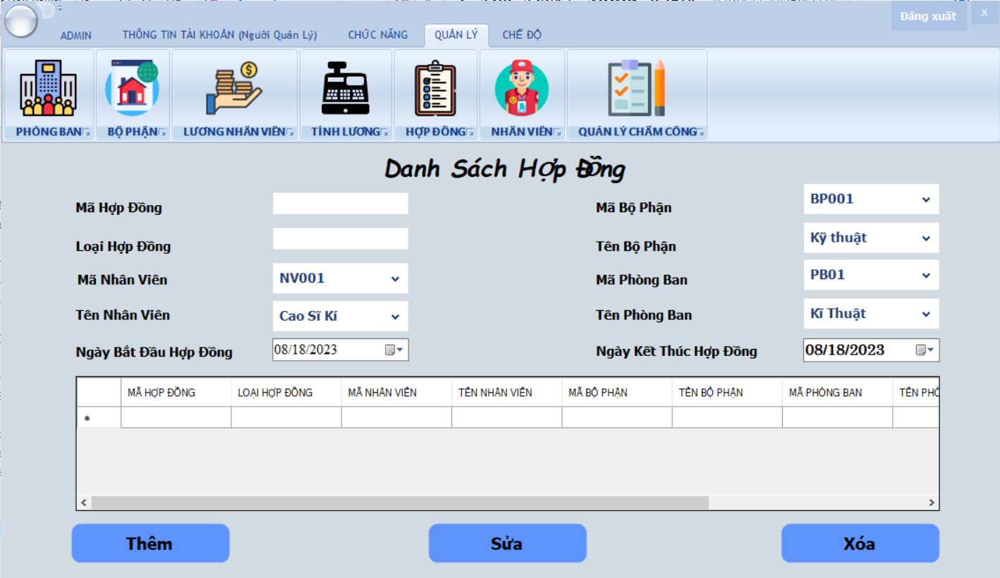 Đăng xuất X
ADMIN THÔNG TIN TÀI KHOẢN (Người Quản Lý) CHỨC NĂNG QUẢN LÝ CHẾ ĐỘ
PHÒNG BAN BỘ PHẬN LƯƠNG NHÂN VIÊN TÍNH LƯƠNG HỢP ĐỒNG NHÂN VIÊN QUẢN LÝ CHẤM CÔNG
Danh Sách Hợp Đồng
Mã Hợp Đồng Mã Bộ Phận BP001
Loại Hợp Đồng Tên Bộ Phận Kỹ thuật
Mã Nhân Viên NV001 Mã Phòng Ban PB01
Tên Nhân Viên Cao Sĩ Kí Tên Phòng Ban Kĩ Thuật
Ngày Bắt Đầu Hợp Đồng 08/18/2023 Ngày Kết Thúc Hợp Đồng 08/18/2023
MÃ HỢP ĐỒNG LOẠI HỢP ĐỒNG MÃ NHÂN VIÊN TÊN NHÂN VIÊN MÃ BỘ PHẬN TÊN BỘ PHẬN MÃ PHÒNG BAN TÊN PHÒ
Thêm Sửa Xóa